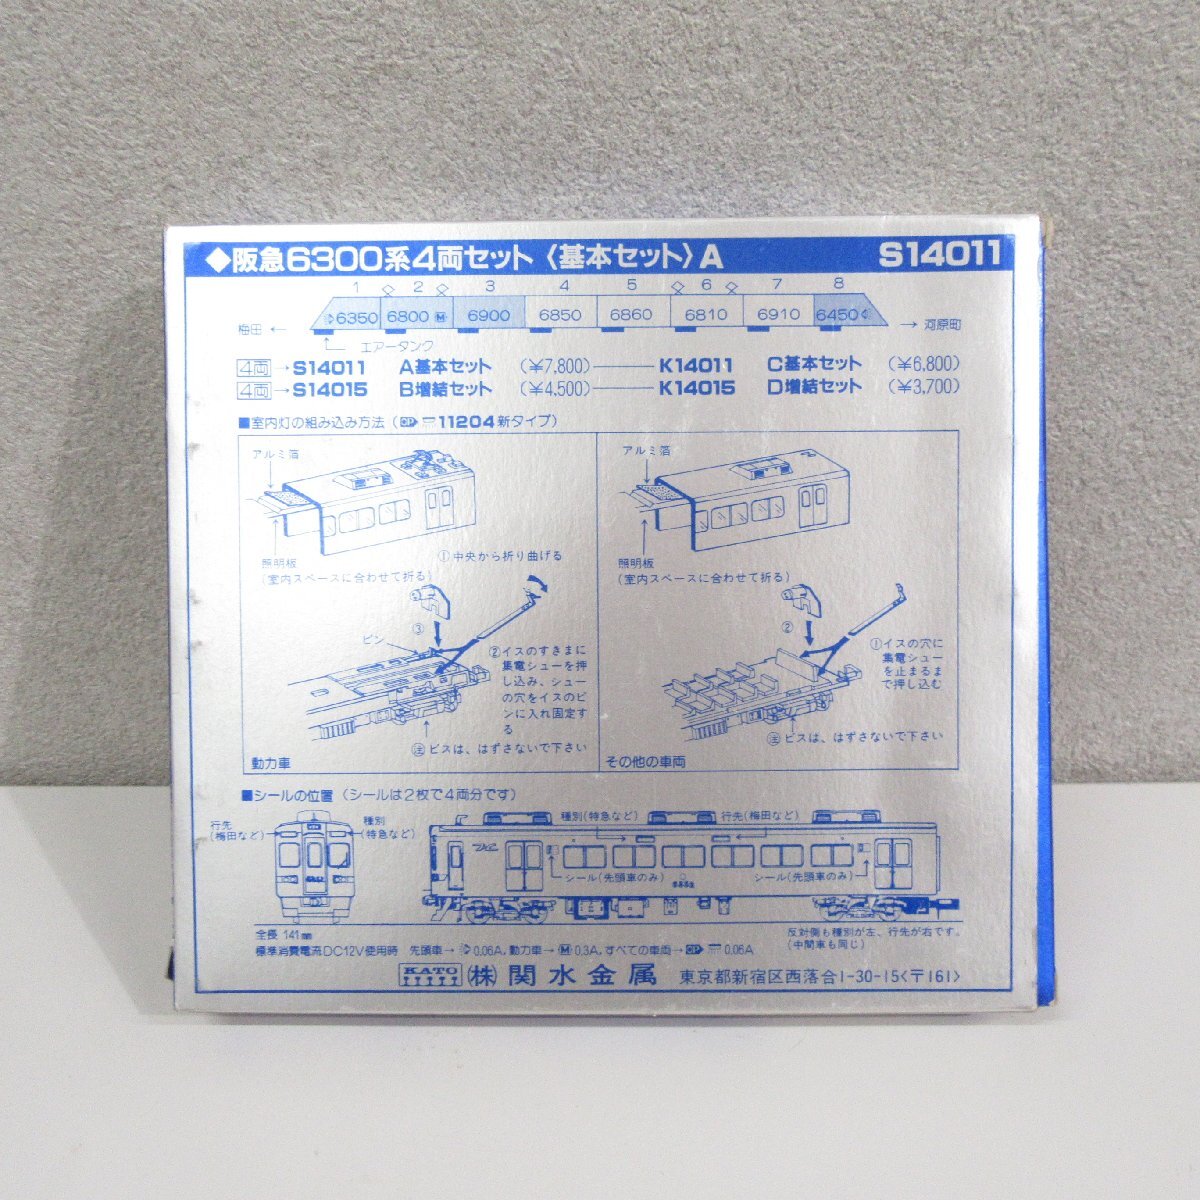 ◆阪急6300系4両セット〈基本セット〉A S14011
1 2 3 4 5 6 7 8
梅田 ← 6350 6800 M 6900 6850 6860 6810 6910 6450 → 河原町
エアータンク
4両 → S14011 A基本セット (¥7,800) K14011 C基本セット (¥6,800)
4両 → S14015 B増結セット (¥4,500) K14015 D増結セット (¥3,700)
■室内灯の組み込み方法 (OP 11204新タイプ)
アルミ箔
照明板
(室内スペースに合わせて折る)
①中央から折り曲げる
③
ピン
②イスのすきまに
集電シューを押
し込み、シュー
の穴をイスのピ
ンに入れ固定す
る
注 ビスは、はずさないで下さい
動力車
アルミ箔
照明板
(室内スペースに合わせて折る)
②
①イスの穴に
集電シュー
を止まるま
で押し込む
注 ビスは、はずさないで下さい
その他の車両
■シールの位置 (シールは2枚で4両分です)
行先
(梅田など)
種別
(特急など)
種別(特急など) 行先(梅田など)
シール(先頭車のみ) シール(先頭車のみ)
全長 141mm
反対側も種別が左、行先が右です。
(中間車も同じ)
標準消費電流DC12V使用時 先頭車→ 0.06A, 動力車→ M 0.3A, すべての車両→ OP 0.06A
KATO (株) 関水金属 東京都新宿区西落合1-30-15〈〒161〉